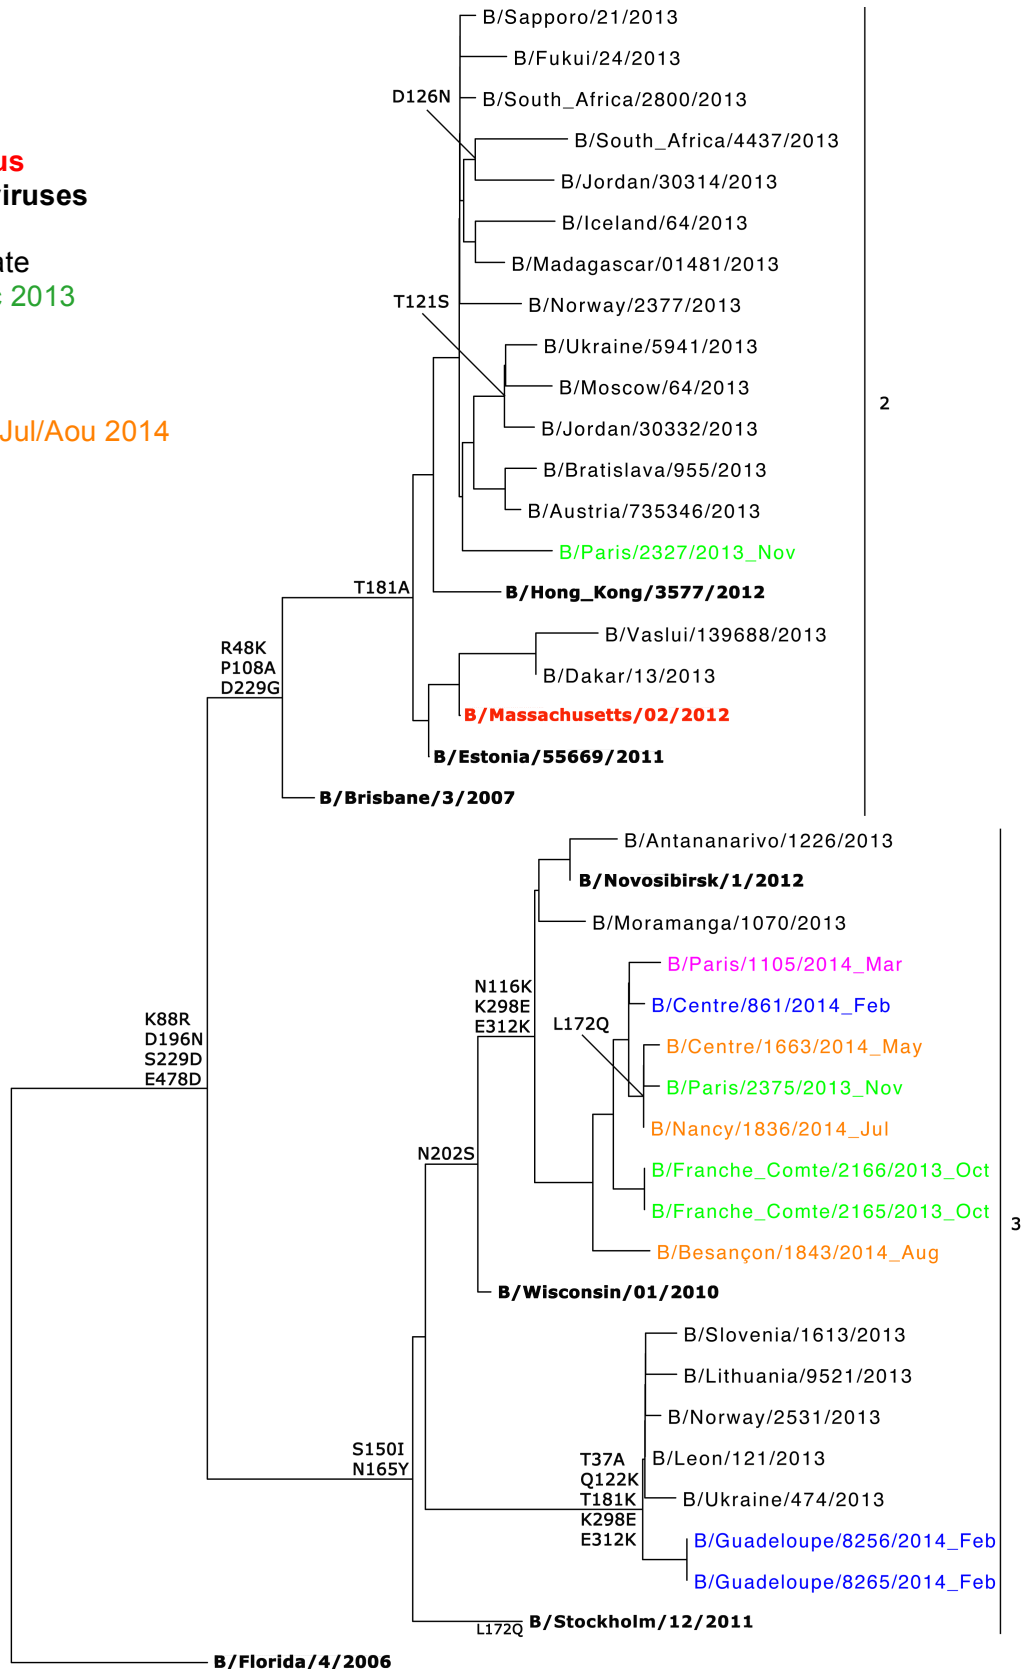 B/Sapporo/21/2013
B/Fukui/24/2013
D126N
B/South_Africa/2800/2013
B/South_Africa/4437/2013
us
B/Jordan/30314/2013
viruses
B/Iceland/64/2013
ate
B/Madagascar/01481/2013
c 2013
T121S
B/Norway/2377/2013
B/Ukraine/5941/2013
B/Moscow/64/2013
2
Jul/Aou 2014
B/Jordan/30332/2013
B/Bratislava/955/2013
B/Austria/735346/2013
B/Paris/2327/2013_Nov
T181A
B/Hong_Kong/3577/2012
B/Vaslui/139688/2013
R48K
P108A
D229G
B/Dakar/13/2013
B/Massachusetts/02/2012
B/Estonia/55669/2011
B/Brisbane/3/2007
B/Antananarivo/1226/2013
B/Novosibirsk/1/2012
B/Moramanga/1070/2013
B/Paris/1105/2014_Mar
N116K
K298E
E312K
B/Centre/861/2014_Feb
L172Q
K88R
D196N
S229D
E478D
B/Centre/1663/2014_May
B/Paris/2375/2013_Nov
B/Nancy/1836/2014_Jul
N202S
B/Franche_Comte/2166/2013_Oct
B/Franche_Comte/2165/2013_Oct
3
B/Besançon/1843/2014_Aug
B/Wisconsin/01/2010
B/Slovenia/1613/2013
B/Lithuania/9521/2013
B/Norway/2531/2013
S150I
N165Y
T37A
Q122K
T181K
K298E
E312K
B/Leon/121/2013
B/Ukraine/474/2013
B/Guadeloupe/8256/2014_Feb
B/Guadeloupe/8265/2014_Feb
L172Q
B/Stockholm/12/2011
B/Florida/4/2006